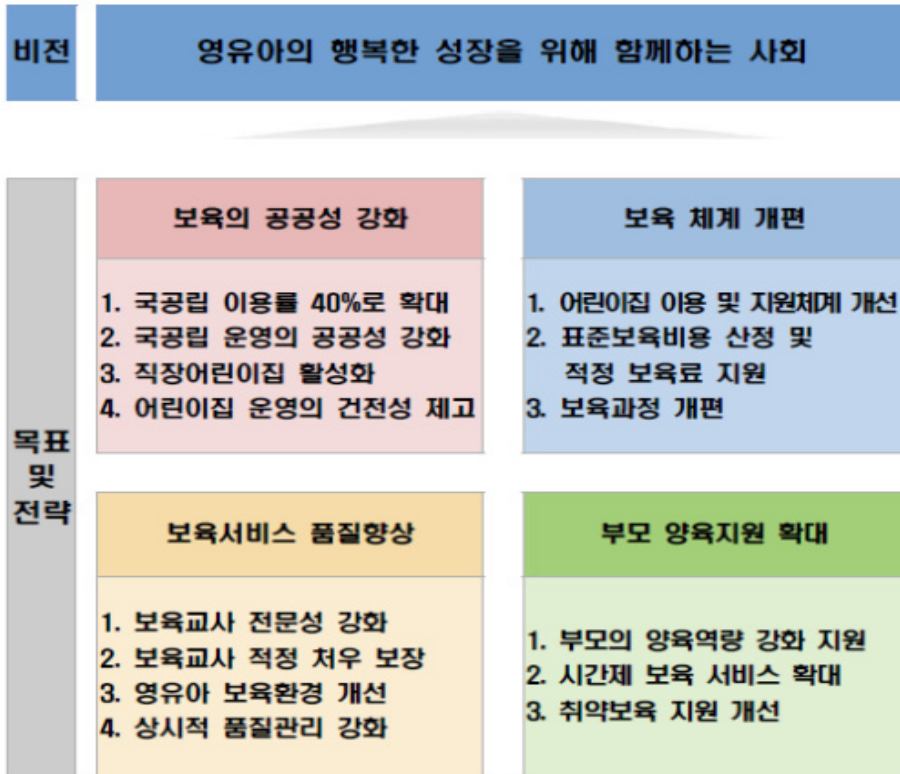 비전
영유아의 행복한 성장을 위해 함께하는 사회
목표
및
전략
보육의 공공성 강화
1. 국공립 이용률 40%로 확대
2. 국공립 운영의 공공성 강화
3. 직장어린이집 활성화
4. 어린이집 운영의 건전성 제고
보육 체계 개편
1. 어린이집 이용 및 지원체계 개선
2. 표준보육비용 산정 및
적정 보육료 지원
3. 보육과정 개편
보육서비스 품질향상
1. 보육교사 전문성 강화
2. 보육교사 적정 처우 보장
3. 영유아 보육환경 개선
4. 상시적 품질관리 강화
부모 양육지원 확대
1. 부모의 양육역량 강화 지원
2. 시간제 보육 서비스 확대
3. 취약보육 지원 개선